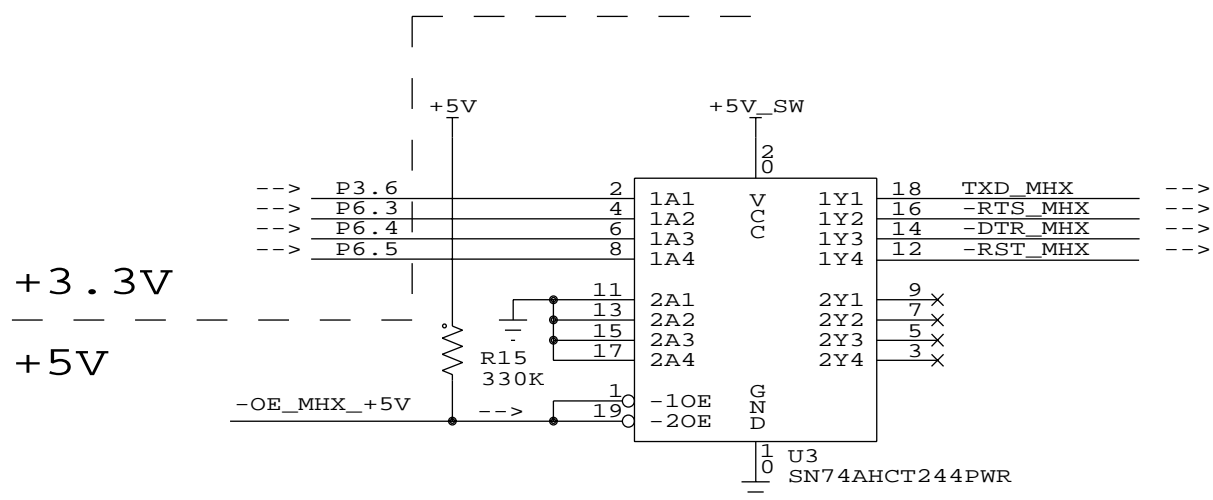 +5V +5V_SW
2
0
--> P3.6 2 1A1 V 1Y1 18 TXD_MHX -->
--> P6.3 4 1A2 C 1Y2 16 -RTS_MHX -->
--> P6.4 6 1A3 C 1Y3 14 -DTR_MHX -->
--> P6.5 8 1A4 1Y4 12 -RST_MHX -->
+3.3V
11 2A1 2Y1 9
13 2A2 2Y2 7
15 2A3 2Y3 5
17 2A4 2Y4 3
+5V
R15
330K
-OE_MHX_+5V -->
1 -1OE G
19 -2OE N
D
1
0
U3
SN74AHCT244PWR